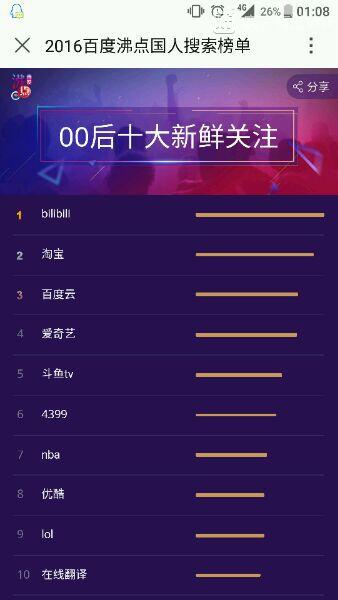 4G 26% 01:08
2016百度沸点国人搜索榜单
分享
00后十大新鲜关注
1 bilibili
2 淘宝
3 百度云
4 爱奇艺
5 斗鱼tv
6 4399
7 nba
8 优酷
9 lol
10 在线翻译